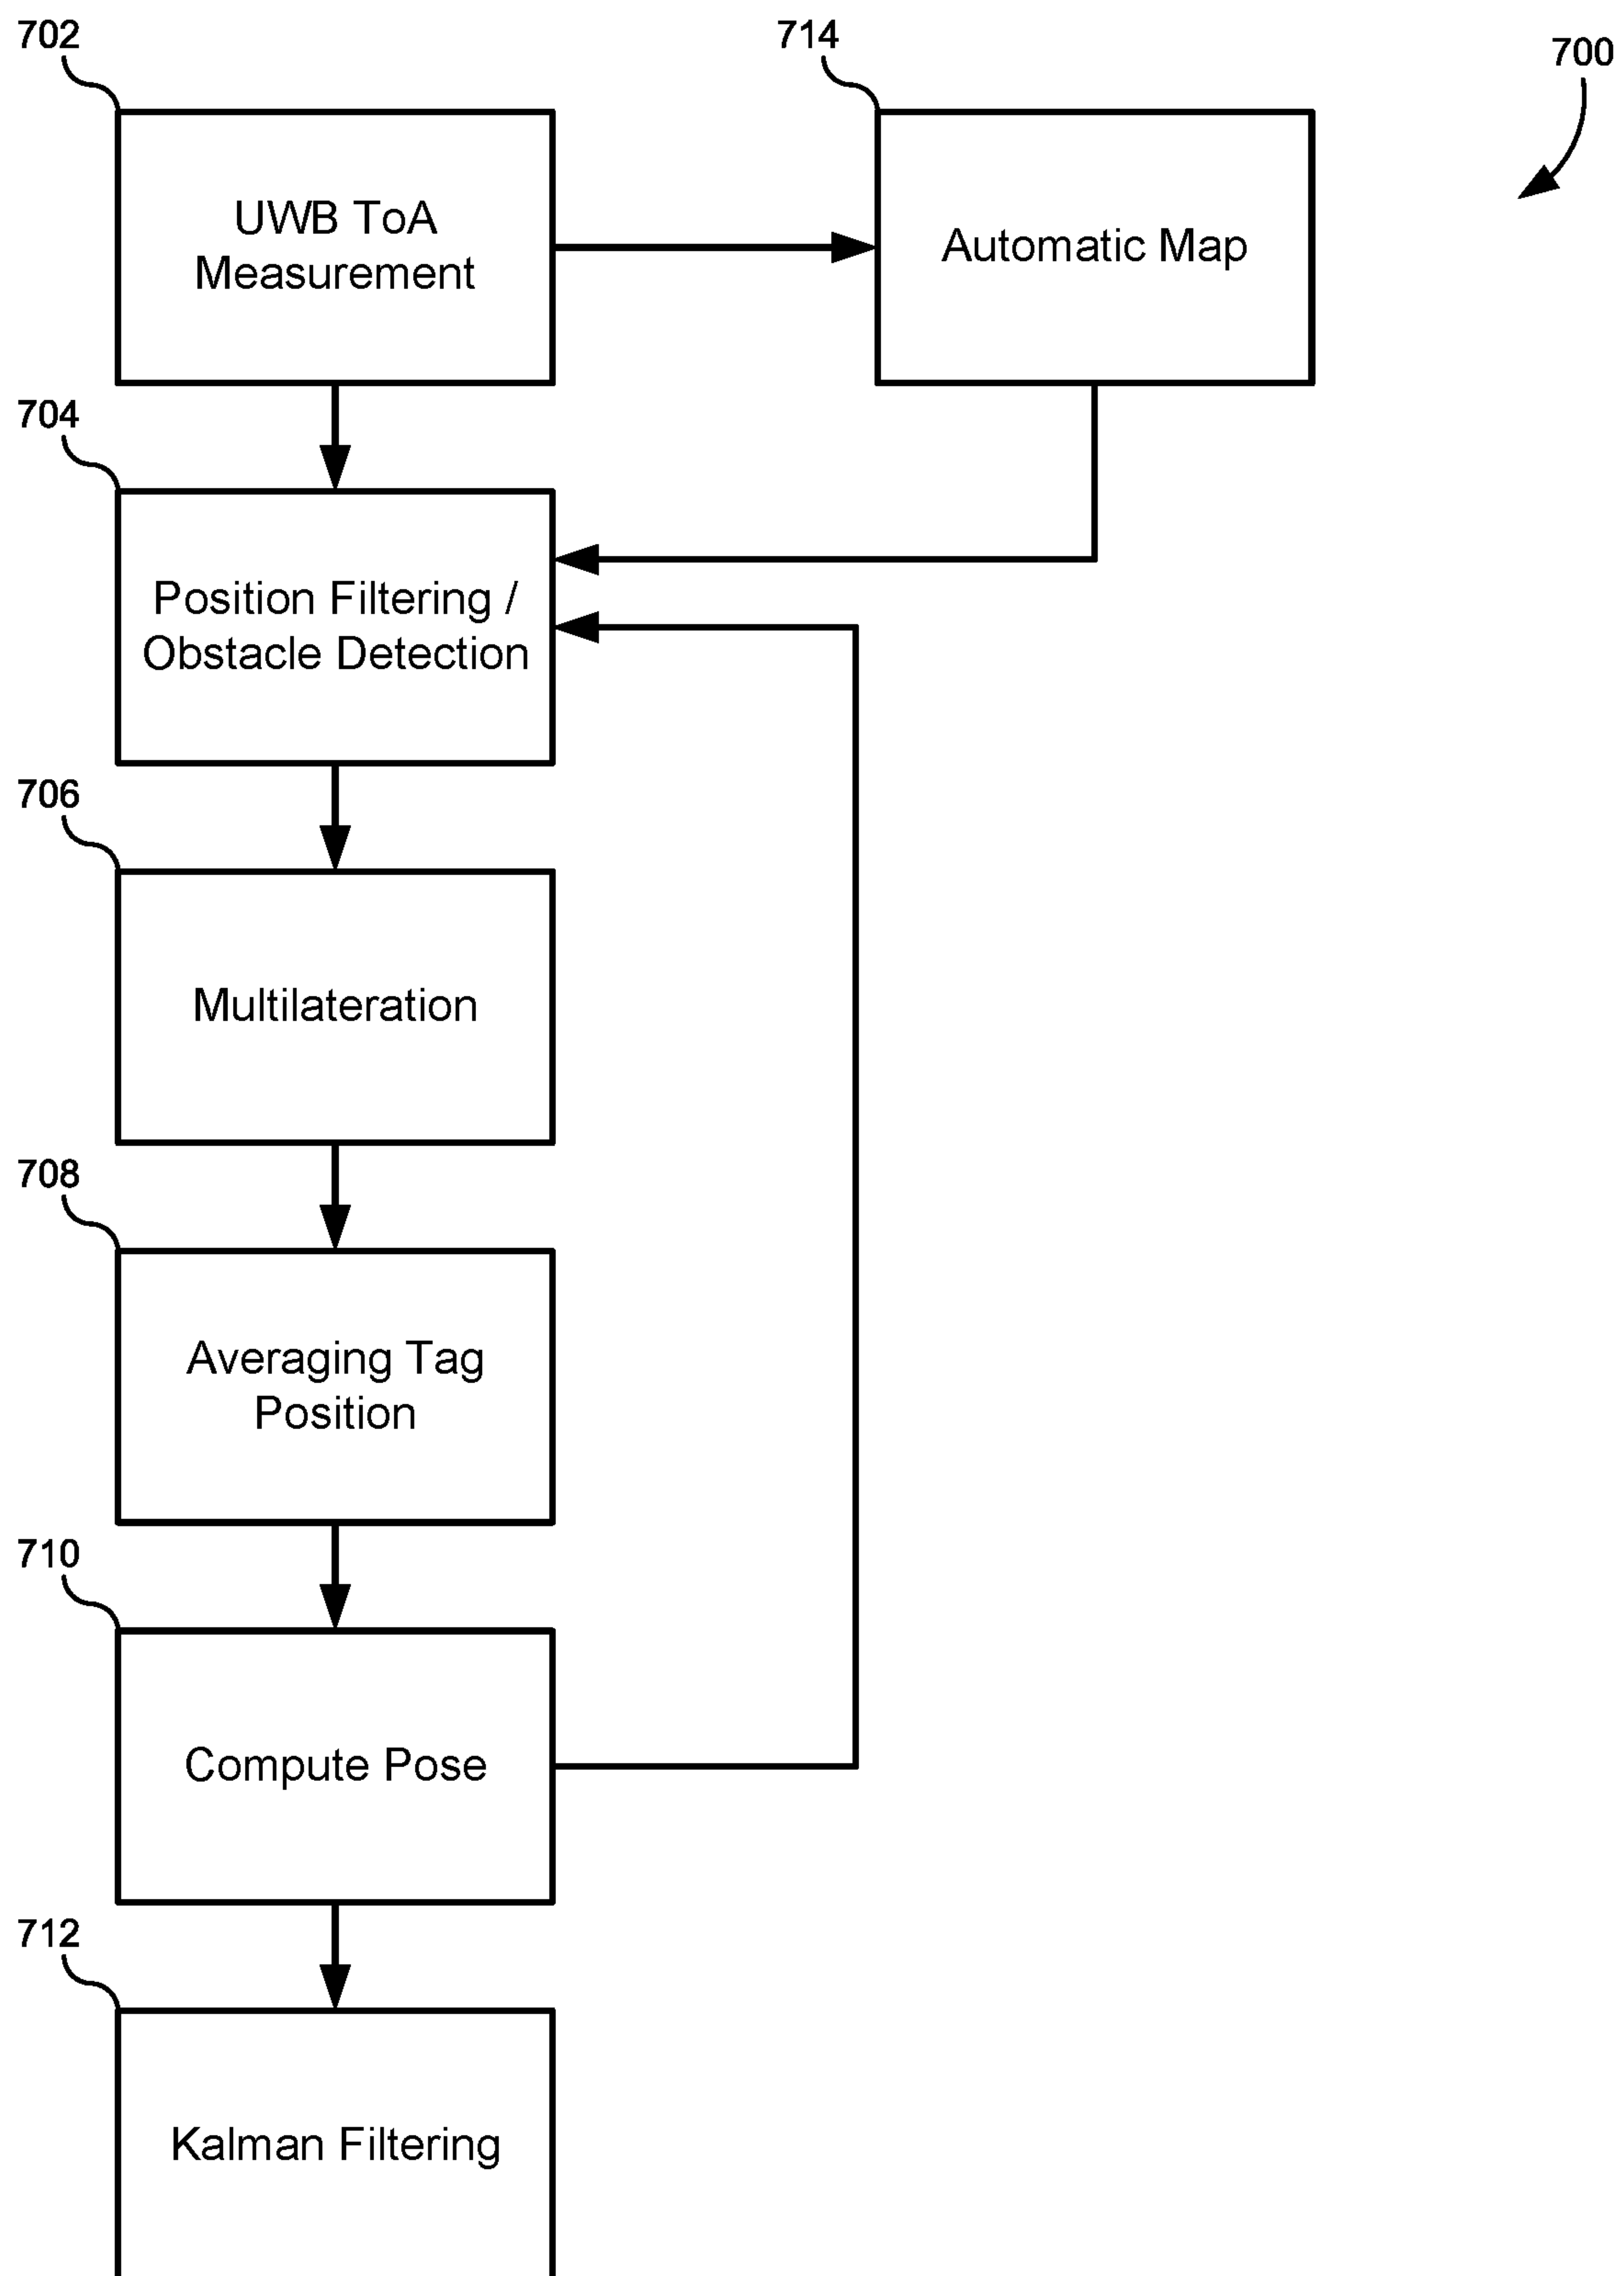 702
714
700
UWB ToA
Measurement
Automatic Map
704
Position Filtering /
Obstacle Detection
706
Multilateration
708
Averaging Tag
Position
710
Compute Pose
712
Kalman Filtering